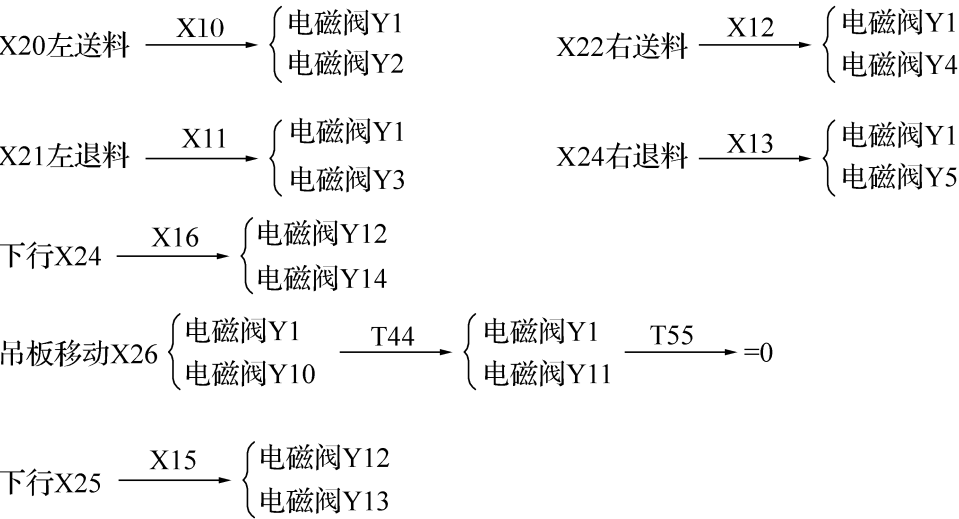 X20左送料 X10 电磁阀Y1 电磁阀Y2
X22右送料 X12 电磁阀Y1 电磁阀Y4
X21左退料 X11 电磁阀Y1 电磁阀Y3
X24右退料 X13 电磁阀Y1 电磁阀Y5
下行X24 X16 电磁阀Y12 电磁阀Y14
吊板移动X26 电磁阀Y1 电磁阀Y10 T44 电磁阀Y1 电磁阀Y11 T55 =0
下行X25 X15 电磁阀Y12 电磁阀Y13